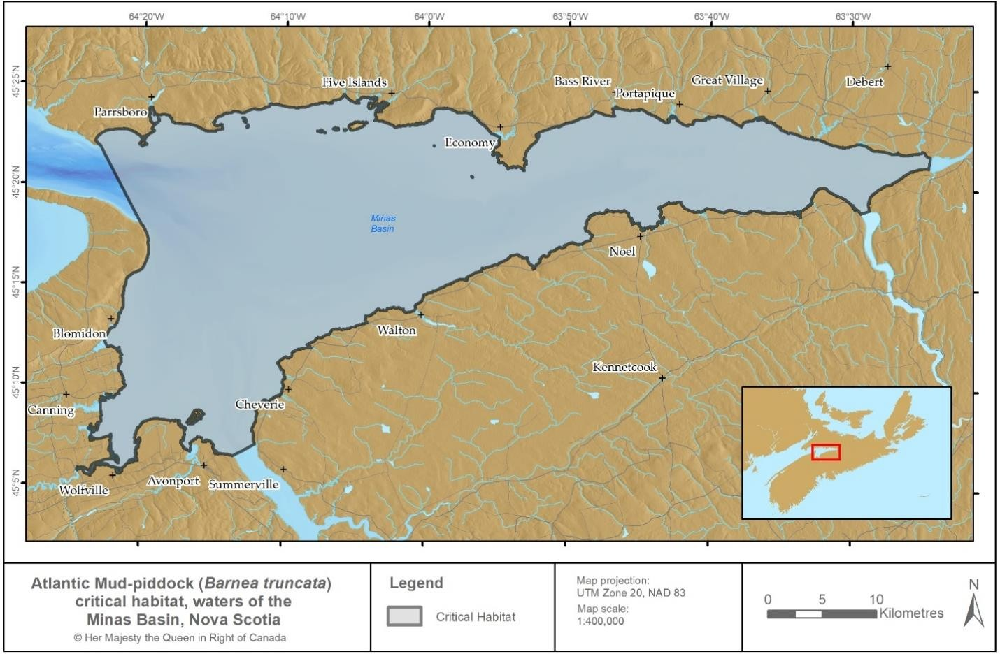 64°20'W 64°10'W 64°0'W 63°50'W 63°40'W 63°30'W
45°25'N
45°20'N
45°15'N
45°10'N
45°5'N
Five Islands
Bass River
Portapique
Great Village
Debert
Parrsboro
Economy
Minas
Basin
Noel
Blomidon
Walton
Kennetcook
Canning
Cheverie
Wolfville
Avonport
Summerville
Atlantic Mud-piddock (Barnea truncata)
critical habitat, waters of the
Minas Basin, Nova Scotia
© Her Majesty the Queen in Right of Canada
Legend
Critical Habitat
Map projection:
UTM Zone 20, NAD 83
Map scale:
1:400,000
0 5 10
Kilometres
N